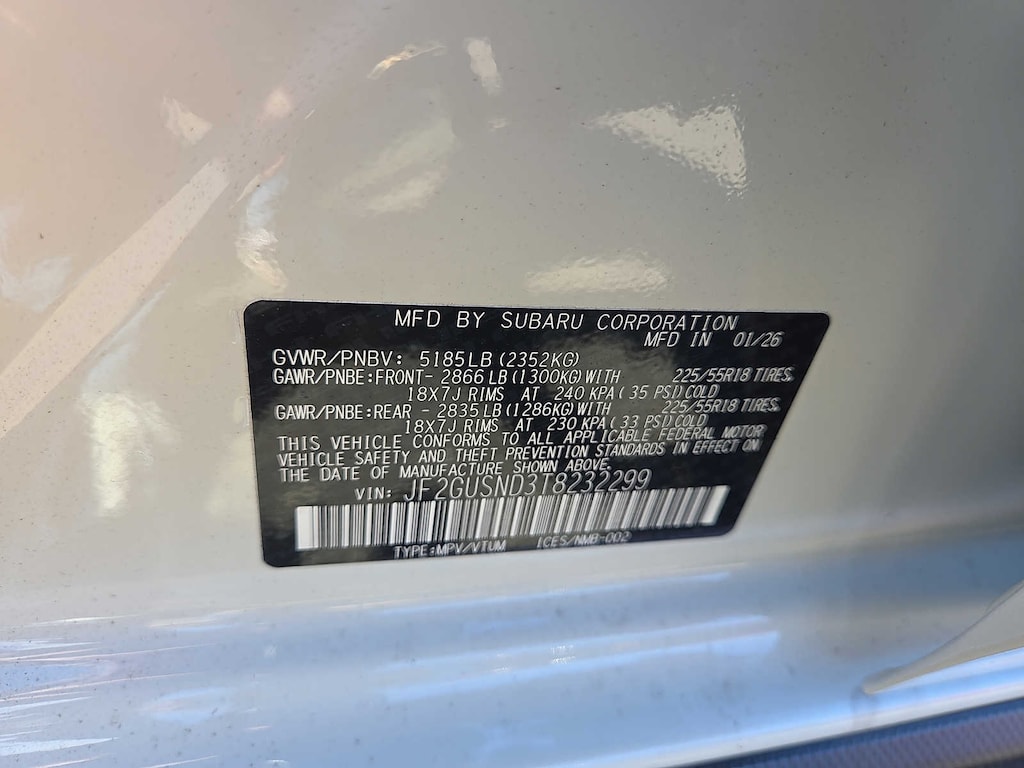 MFD BY SUBARU CORPORATION
MFD IN 01/26
GVWR/PNBV: 5185LB (2352KG)
GAWR/PNBE:FRONT- 2866 LB (1300KG) WITH 225/55R18 TIRES,
18X7J RIMS AT 240 KPA ( 35 PSI) COLD
GAWR/PNBE:REAR - 2835 LB (1286KG) WITH 225/55R18 TIRES,
18X7J RIMS AT 230 KPA ( 33 PSI) COLD
THIS VEHICLE CONFORMS TO ALL APPLICABLE FEDERAL MOTOR
VEHICLE SAFETY AND THEFT PREVENTION STANDARDS IN EFFECT ON
THE DATE OF MANUFACTURE SHOWN ABOVE.
VIN: JF2GUSND3T8232299
TYPE:MPV/VTUM ICES/NMB-002